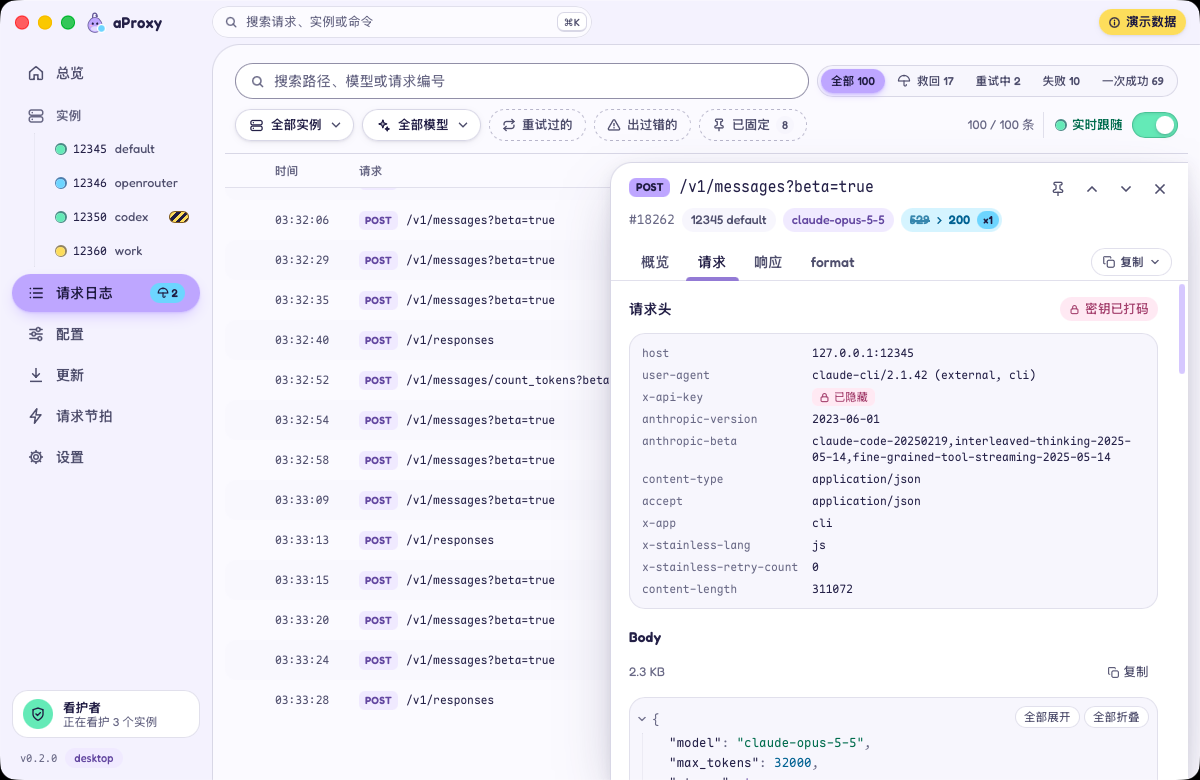 aProxy
搜索请求、实例或命令 ⌘K
演示数据
总览
实例
12345 default
12346 openrouter
12350 codex
12360 work
请求日志 2
配置
更新
请求节拍
设置
看护者
正在看护 3 个实例
v0.2.0 desktop
搜索路径、模型或请求编号
全部 100 救回 17 重试中 2 失败 10 一次成功 69
全部实例 全部模型 重试过的 出过错的 已固定 8
100 / 100 条 实时跟随
时间 请求
03:32:06 POST /v1/messages?beta=true
03:32:29 POST /v1/messages?beta=true
03:32:35 POST /v1/messages?beta=true
03:32:40 POST /v1/responses
03:32:52 POST /v1/messages/count_tokens?beta
03:32:54 POST /v1/messages?beta=true
03:32:58 POST /v1/messages?beta=true
03:33:09 POST /v1/messages?beta=true
03:33:13 POST /v1/responses
03:33:15 POST /v1/messages?beta=true
03:33:20 POST /v1/messages?beta=true
03:33:24 POST /v1/messages?beta=true
03:33:28 POST /v1/responses
POST /v1/messages?beta=true
#18262 12345 default claude-opus-5-5 529 > 200 x1
概览 请求 响应 format 复制
请求头 密钥已打码
host 127.0.0.1:12345
user-agent claude-cli/2.1.42 (external, cli)
x-api-key 已隐藏
anthropic-version 2023-06-01
anthropic-beta claude-code-20250219,interleaved-thinking-2025-
05-14,fine-grained-tool-streaming-2025-05-14
content-type application/json
accept application/json
x-app cli
x-stainless-lang js
x-stainless-retry-count 0
content-length 311072
Body
2.3 KB 复制
{ 全部展开 全部折叠
"model": "claude-opus-5-5",
"max_tokens": 32000,